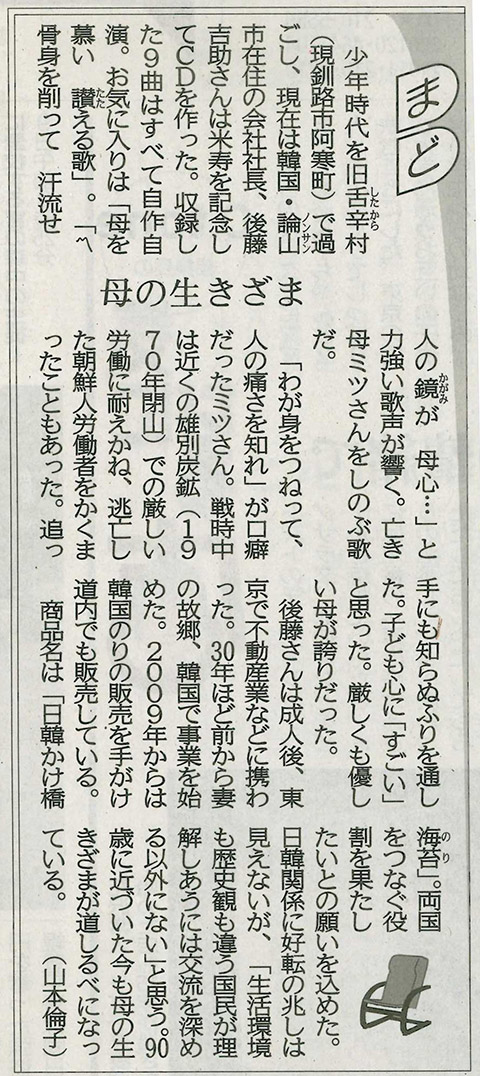 まど
母の生きざま
少年時代を旧舌辛村
（現釧路市阿寒町）で過
ごし、現在は韓国・論山
市在住の会社社長、後藤
吉助さんは米寿を記念し
てCDを作った。収録し
た９曲はすべて自作自
演。お気に入りは「母を
慕い 讃える歌」。「〽
骨身を削って 汗流せ
人の鏡が 母心…」と
力強い歌声が響く。亡き
母ミツさんをしのぶ歌
だ。
「わが身をつねって、
人の痛さを知れ」が口癖
だったミツさん。戦時中
は近くの雄別炭鉱（１９
７０年閉山）での厳しい
労働に耐えかね、逃亡し
た朝鮮人労働者をかくま
ったこともあった。追っ
手にも知らぬふりを通し
た。子ども心に「すごい」
と思った。厳しくも優し
い母が誇りだった。
後藤さんは成人後、東
京で不動産業などに携わ
った。30年ほど前から妻
の故郷、韓国で事業を始
めた。２００９年からは
韓国のりの販売を手がけ
道内でも販売している。
商品名は「日韓かけ橋
海苔」。両国
をつなぐ役
割を果たし
たいとの願いを込めた。
日韓関係に好転の兆しは
見えないが、「生活環境
も歴史観も違う国民が理
解しあうには交流を深め
る以外にない」と思う。90
歳に近づいた今も母の生
きざまが道しるべになっ
ている。 （山本倫子）